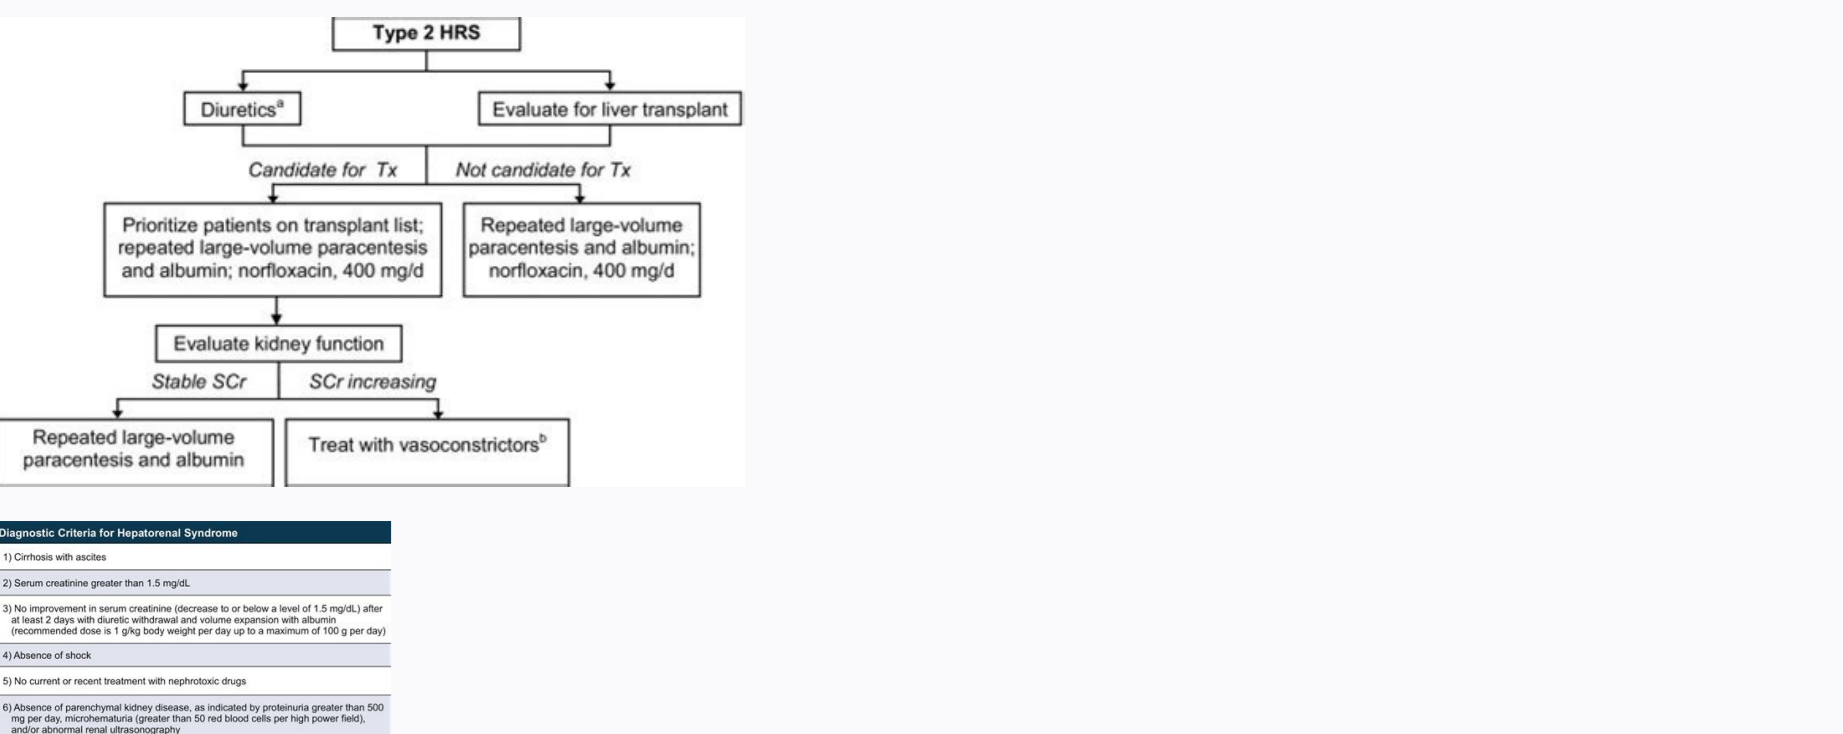 Type 2 HRS
Diureticsa
Evaluate for liver transplant
Candidate for Tx
Not candidate for Tx
Prioritize patients on transplant list;
repeated large-volume paracentesis
and albumin; norfloxacin, 400 mg/d
Repeated large-volume
paracentesis and albumin;
norfloxacin, 400 mg/d
Evaluate kidney function
Stable SCr
SCr increasing
Repeated large-volume
paracentesis and albumin
Treat with vasoconstrictorsb
Diagnostic Criteria for Hepatorenal Syndrome
1) Cirrhosis with ascites
2) Serum creatinine greater than 1.5 mg/dL
3) No improvement in serum creatinine (decrease to or below a level of 1.5 mg/dL) after
at least 2 days with diuretic withdrawal and volume expansion with albumin
(recommended dose is 1 g/kg body weight per day up to a maximum of 100 g per day)
4) Absence of shock
5) No current or recent treatment with nephrotoxic drugs
6) Absence of parenchymal kidney disease, as indicated by proteinuria greater than 500
mg per day, microhematuria (greater than 50 red blood cells per high power field),
and/or abnormal renal ultrasonography